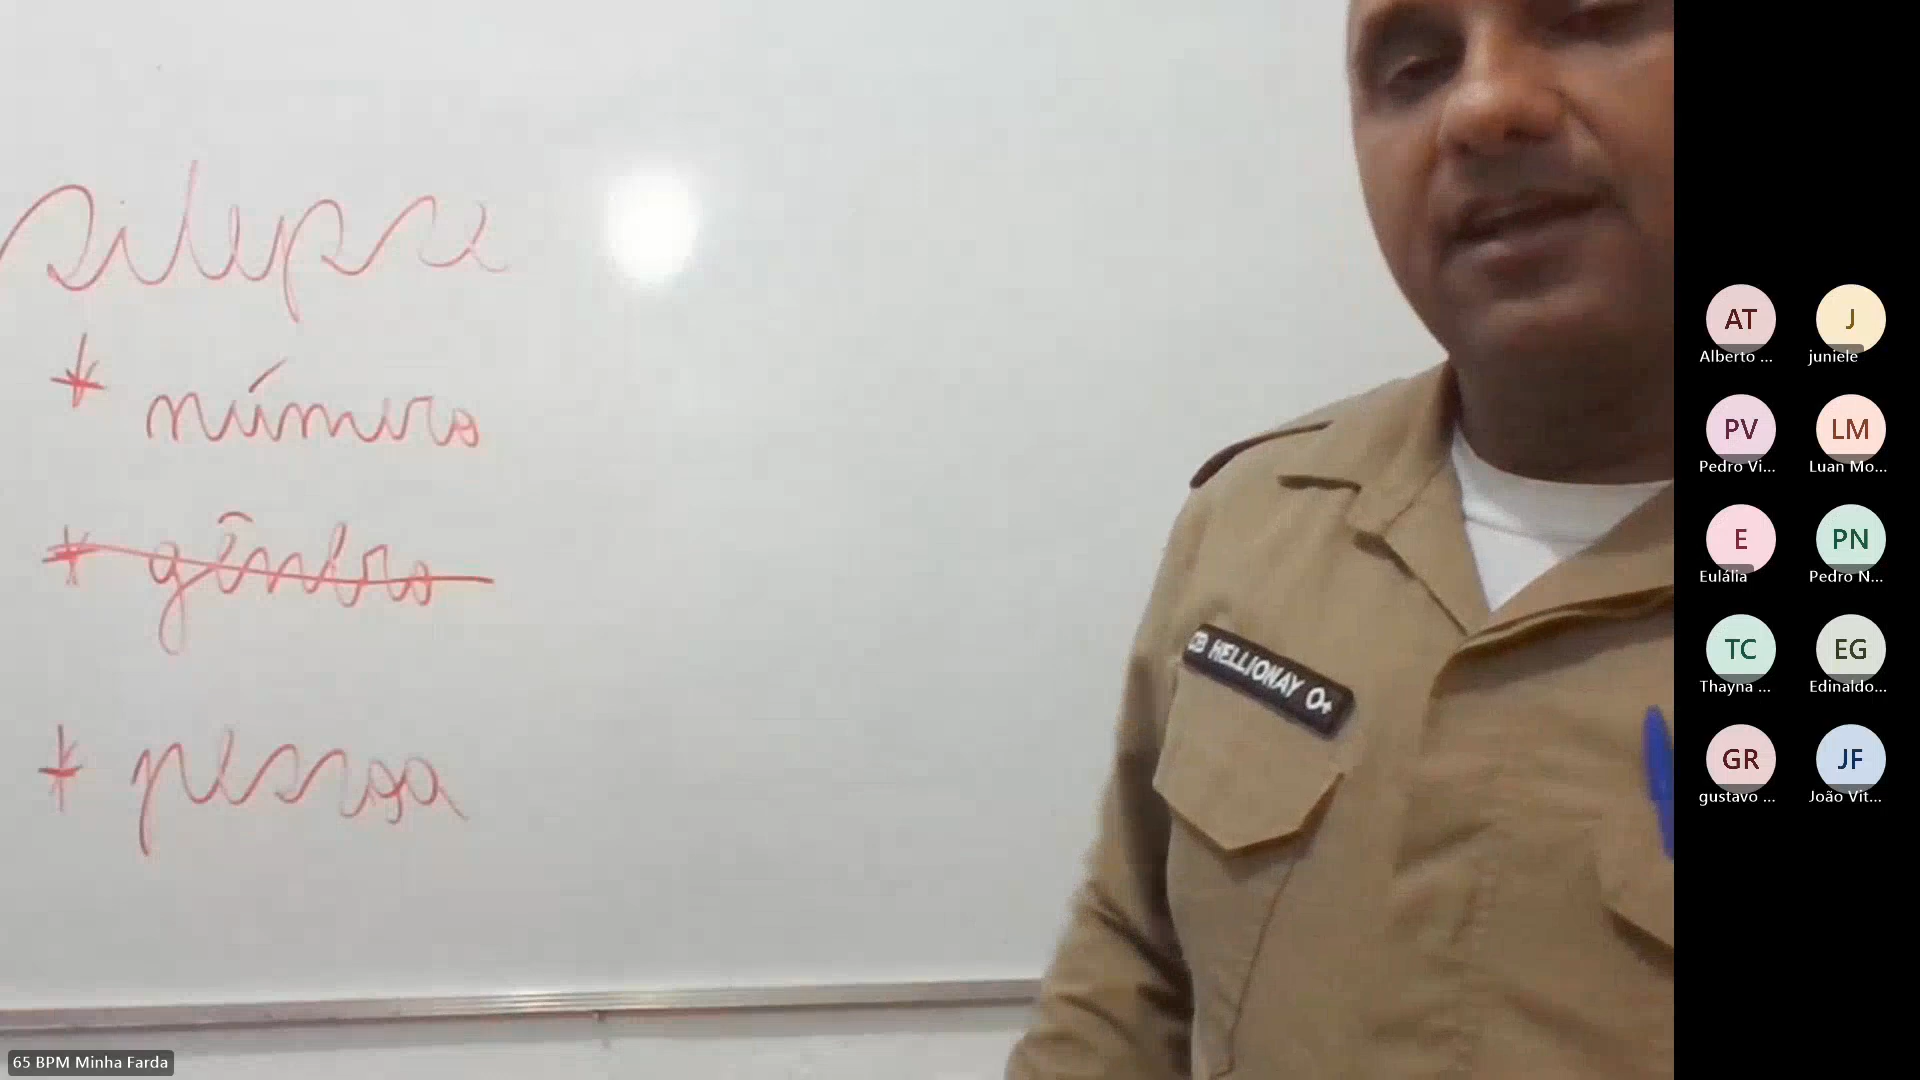 silepse
* número
* gênero
* pessoa
CB HELLIONAY O+
AT
Alberto ...
J
juniele
PV
Pedro Vi...
LM
Luan Mo...
E
Eulália
PN
Pedro N...
TC
Thayna ...
EG
Edinaldo...
GR
gustavo ...
JF
João Vit...
65 BPM Minha Farda